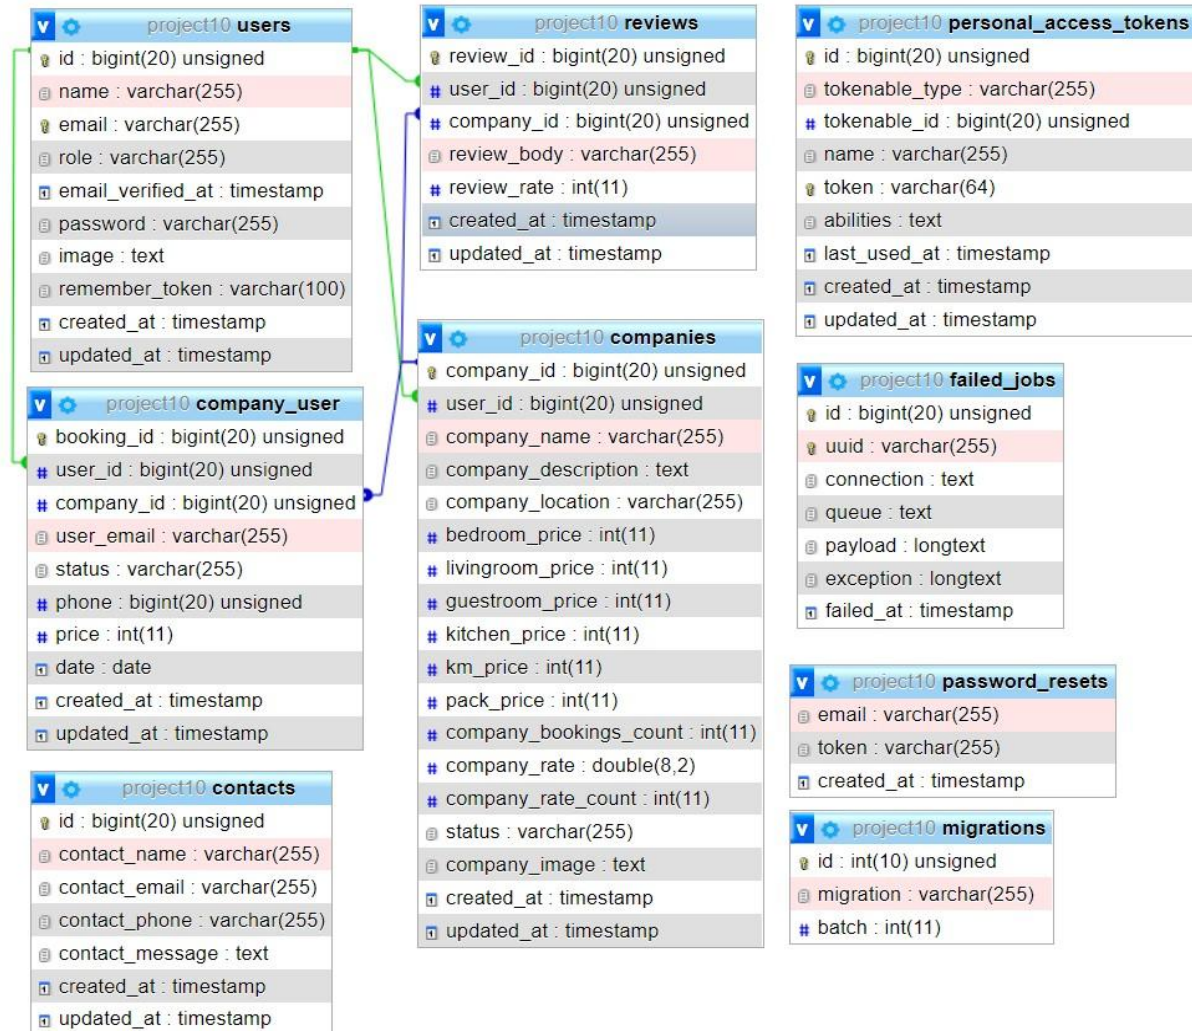 project10 users
id : bigint(20) unsigned
name : varchar(255)
email : varchar(255)
role : varchar(255)
email_verified_at : timestamp
password : varchar(255)
image : text
remember_token : varchar(100)
created_at : timestamp
updated_at : timestamp
project10 company_user
booking_id : bigint(20) unsigned
user_id : bigint(20) unsigned
company_id : bigint(20) unsigned
user_email : varchar(255)
status : varchar(255)
phone : bigint(20) unsigned
price : int(11)
date : date
created_at : timestamp
updated_at : timestamp
project10 contacts
id : bigint(20) unsigned
contact_name : varchar(255)
contact_email : varchar(255)
contact_phone : varchar(255)
contact_message : text
created_at : timestamp
updated_at : timestamp
project10 reviews
review_id : bigint(20) unsigned
user_id : bigint(20) unsigned
company_id : bigint(20) unsigned
review_body : varchar(255)
review_rate : int(11)
created_at : timestamp
updated_at : timestamp
project10 companies
company_id : bigint(20) unsigned
user_id : bigint(20) unsigned
company_name : varchar(255)
company_description : text
company_location : varchar(255)
bedroom_price : int(11)
livingroom_price : int(11)
guestroom_price : int(11)
kitchen_price : int(11)
km_price : int(11)
pack_price : int(11)
company_bookings_count : int(11)
company_rate : double(8,2)
company_rate_count : int(11)
status : varchar(255)
company_image : text
created_at : timestamp
updated_at : timestamp
project10 personal_access_tokens
id : bigint(20) unsigned
tokenable_type : varchar(255)
tokenable_id : bigint(20) unsigned
name : varchar(255)
token : varchar(64)
abilities : text
last_used_at : timestamp
created_at : timestamp
updated_at : timestamp
project10 failed_jobs
id : bigint(20) unsigned
uuid : varchar(255)
connection : text
queue : text
payload : longtext
exception : longtext
failed_at : timestamp
project10 password_resets
email : varchar(255)
token : varchar(255)
created_at : timestamp
project10 migrations
id : int(10) unsigned
migration : varchar(255)
batch : int(11)